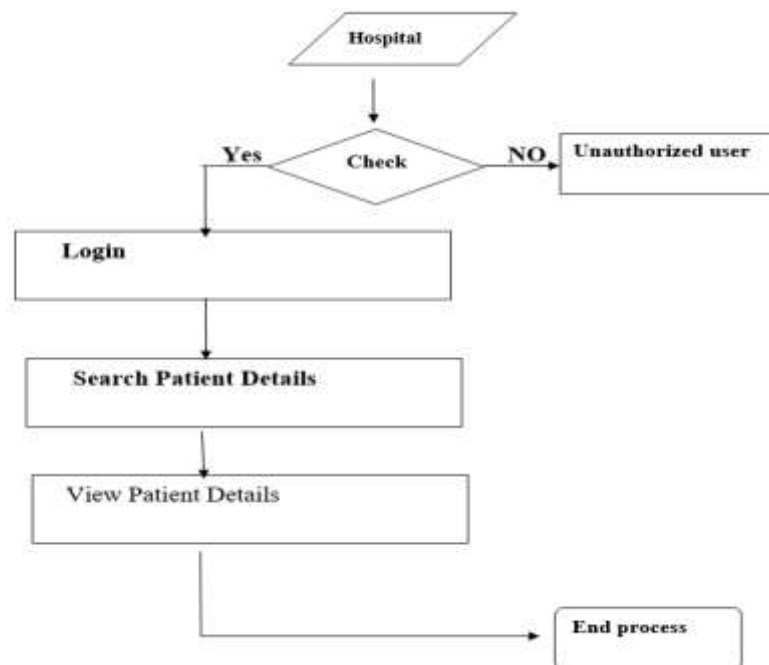 Hospital
Yes
Check
NO
Unauthorized user
Login
Search Patient Details
View Patient Details
End process